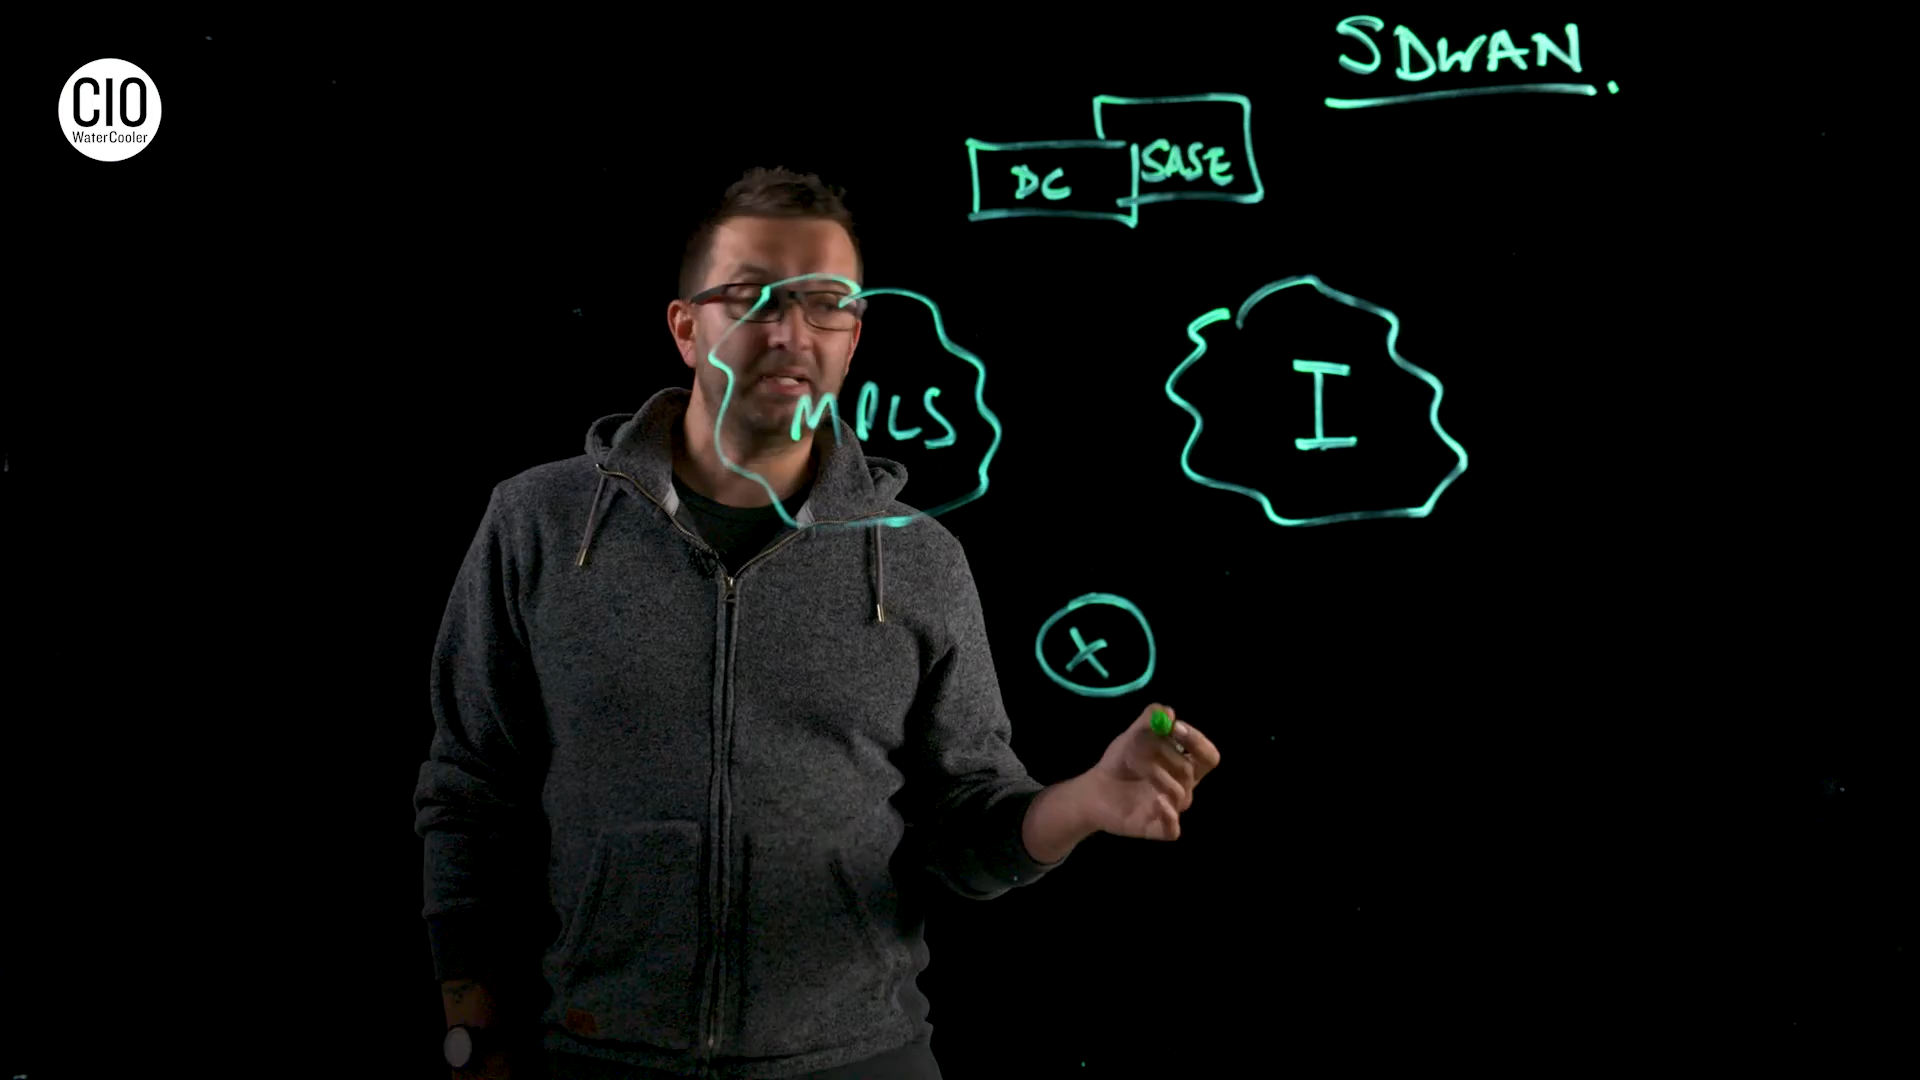 CIO
WaterCooler
SDWAN.
DC
SASE
MPLS
I
X